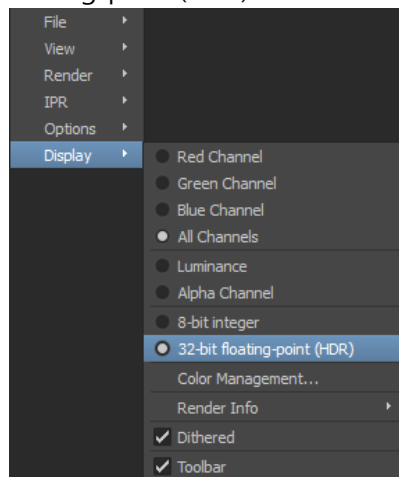 File
View
Render
IPR
Options
Display
Red Channel
Green Channel
Blue Channel
All Channels
Luminance
Alpha Channel
8-bit integer
32-bit floating-point (HDR)
Color Management...
Render Info
Dithered
Toolbar